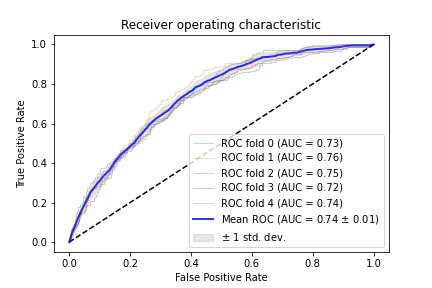 Receiver operating characteristic
True Positive Rate
1.0
0.8
0.6
0.4
0.2
0.0
ROC fold 0 (AUC = 0.73)
ROC fold 1 (AUC = 0.76)
ROC fold 2 (AUC = 0.75)
ROC fold 3 (AUC = 0.72)
ROC fold 4 (AUC = 0.74)
Mean ROC (AUC = 0.74 ± 0.01)
± 1 std. dev.
0.0 0.2 0.4 0.6 0.8 1.0
False Positive Rate